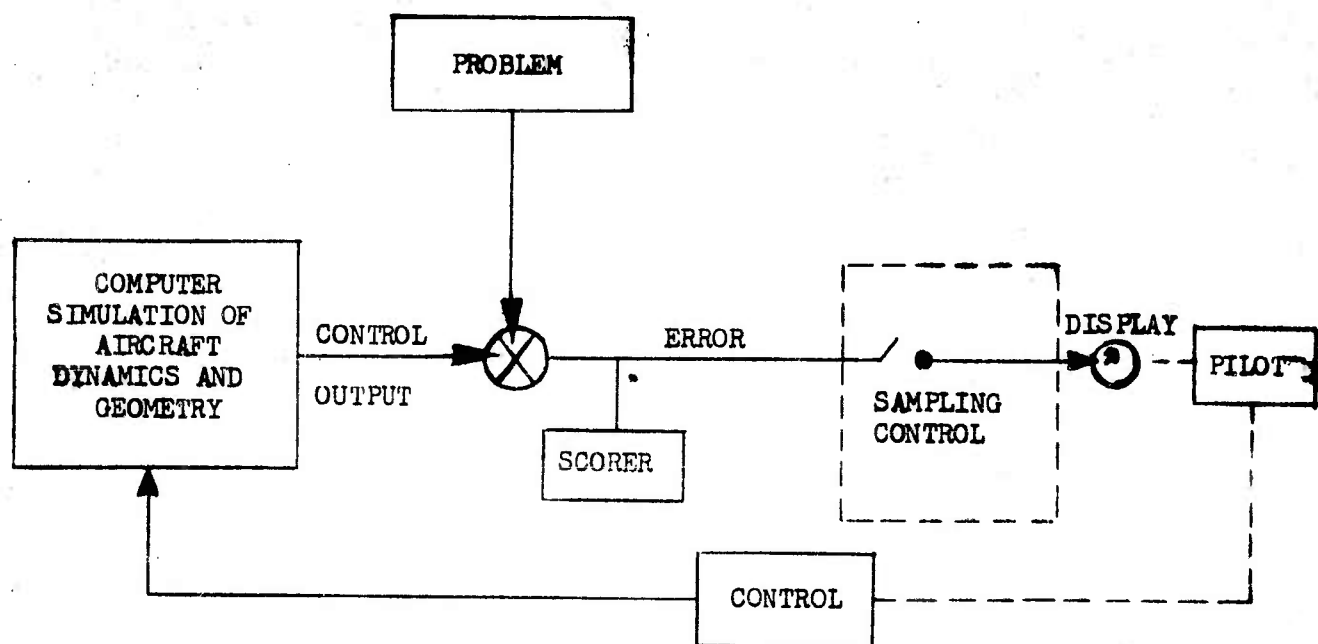 PROBLEM
COMPUTER
SIMULATION OF
AIRCRAFT
DYNAMICS AND
GEOMETRY
CONTROL
OUTPUT
ERROR
SCORER
SAMPLING
CONTROL
DISPLAY
PILOT
CONTROL